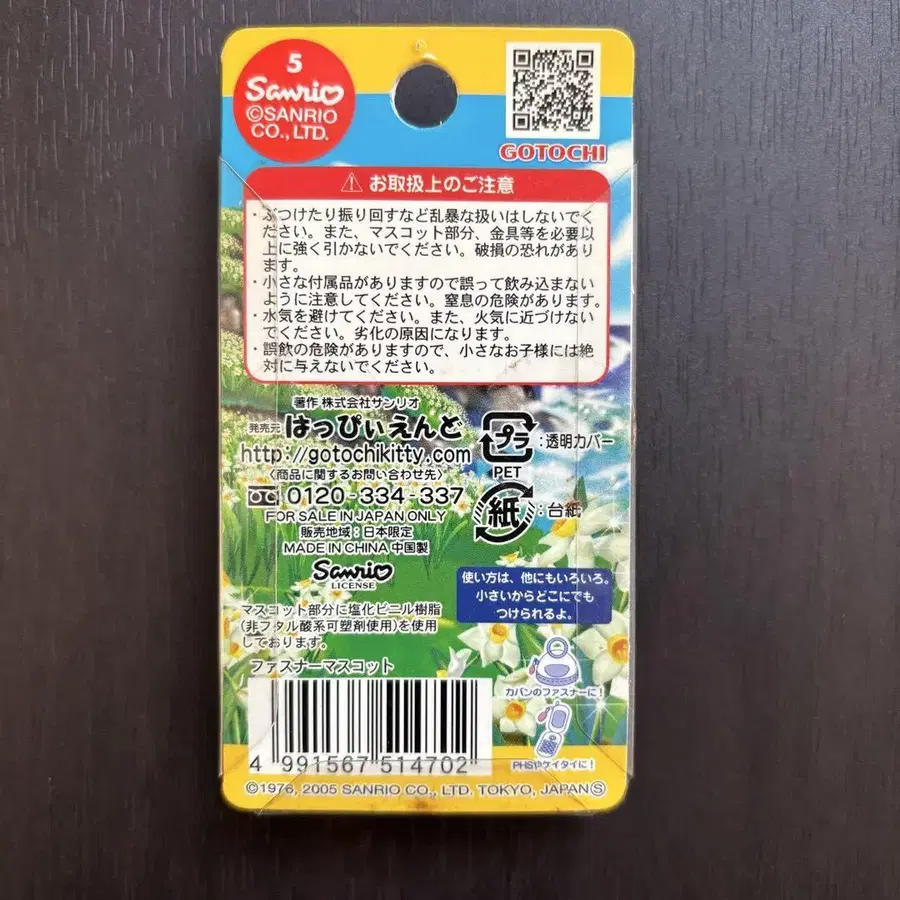 5
Sanrio
©SANRIO
CO., LTD.
GOTOCHI
⚠ お取扱上のご注意
・ぶつけたり振り回すなど乱暴な扱いはしないでく
ださい。また、マスコット部分、金具等を必要以
上に強く引かないでください。破損の恐れがあり
ます。
・小さな付属品がありますので誤って飲み込まない
ように注意してください。窒息の危険があります。
・水気を避けてください。また、火気に近づけない
でください。劣化の原因になります。
・誤飲の危険がありますので、小さなお子様には絶
対に与えないでください。
著作 株式会社サンリオ
発売元 はっぴぃえんど
http://gotochikitty.com
〈商品に関するお問い合わせ先〉
0120-334-337
FOR SALE IN JAPAN ONLY
販売地域：日本限定
MADE IN CHINA 中国製
Sanrio
LICENSE
プラ:透明カバー
PET
紙:台紙
マスコット部分に塩化ビニル樹脂
(非フタル酸系可塑剤使用)を使用
しております。
ファスナーマスコット
使い方は、他にもいろいろ。
小さいからどこにでも
つけられるよ。
カバンのファスナーに！
PHSやケイタイに！
4 991567 514702
©1976, 2005 SANRIO CO., LTD. TOKYO, JAPAN Ⓢ